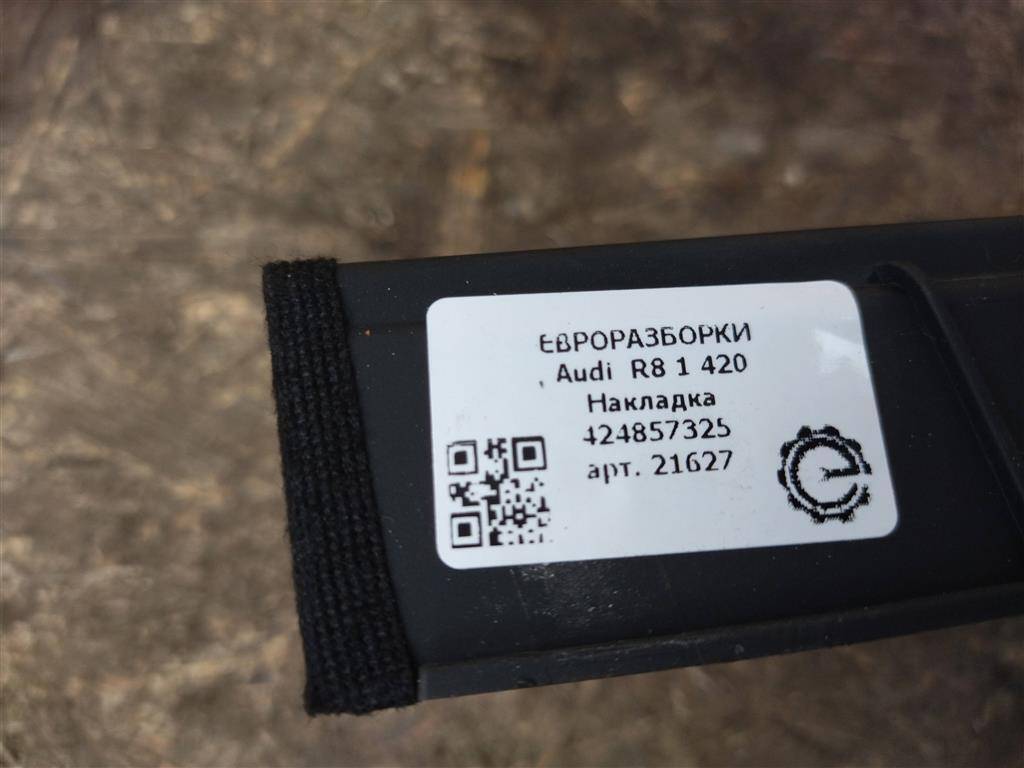 ЕВРОРАЗБОРКИ
Audi R8 1 420
Накладка
424857325
арт. 21627